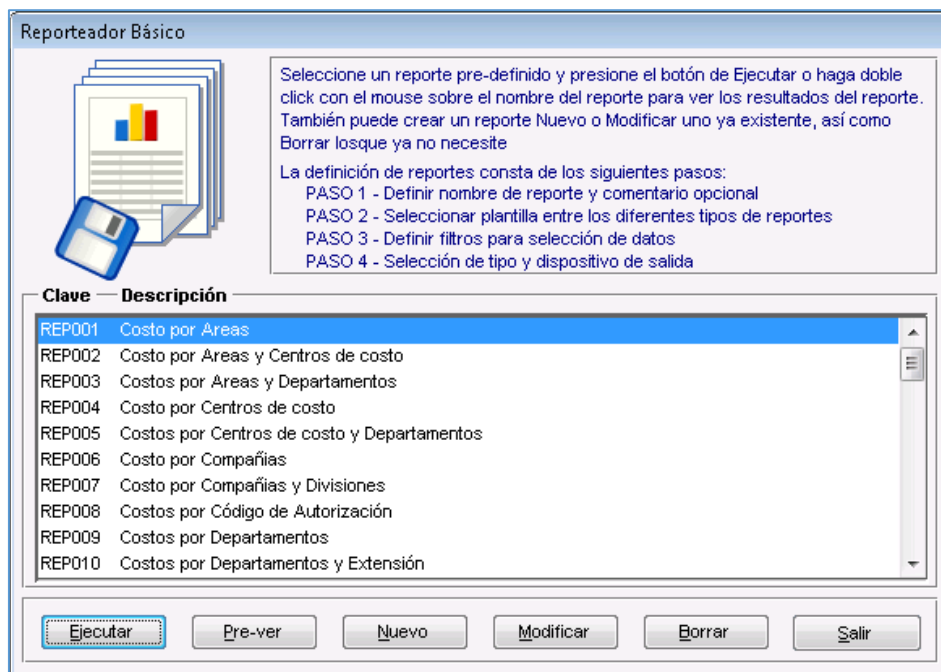 Reporteador Básico
Seleccione un reporte pre-definido y presione el botón de Ejecutar o haga doble
click con el mouse sobre el nombre del reporte para ver los resultados del reporte.
También puede crear un reporte Nuevo o Modificar uno ya existente, así como
Borrar losque ya no necesite
La definición de reportes consta de los siguientes pasos:
PASO 1 - Definir nombre de reporte y comentario opcional
PASO 2 - Seleccionar plantilla entre los diferentes tipos de reportes
PASO 3 - Definir filtros para selección de datos
PASO 4 - Selección de tipo y dispositivo de salida
Clave Descripción
REP001 Costo por Areas
REP002 Costo por Areas y Centros de costo
REP003 Costos por Areas y Departamentos
REP004 Costo por Centros de costo
REP005 Costos por Centros de costo y Departamentos
REP006 Costo por Compañias
REP007 Costo por Compañias y Divisiones
REP008 Costos por Código de Autorización
REP009 Costos por Departamentos
REP010 Costos por Departamentos y Extensión
Ejecutar Pre-ver Nuevo Modificar Borrar Salir